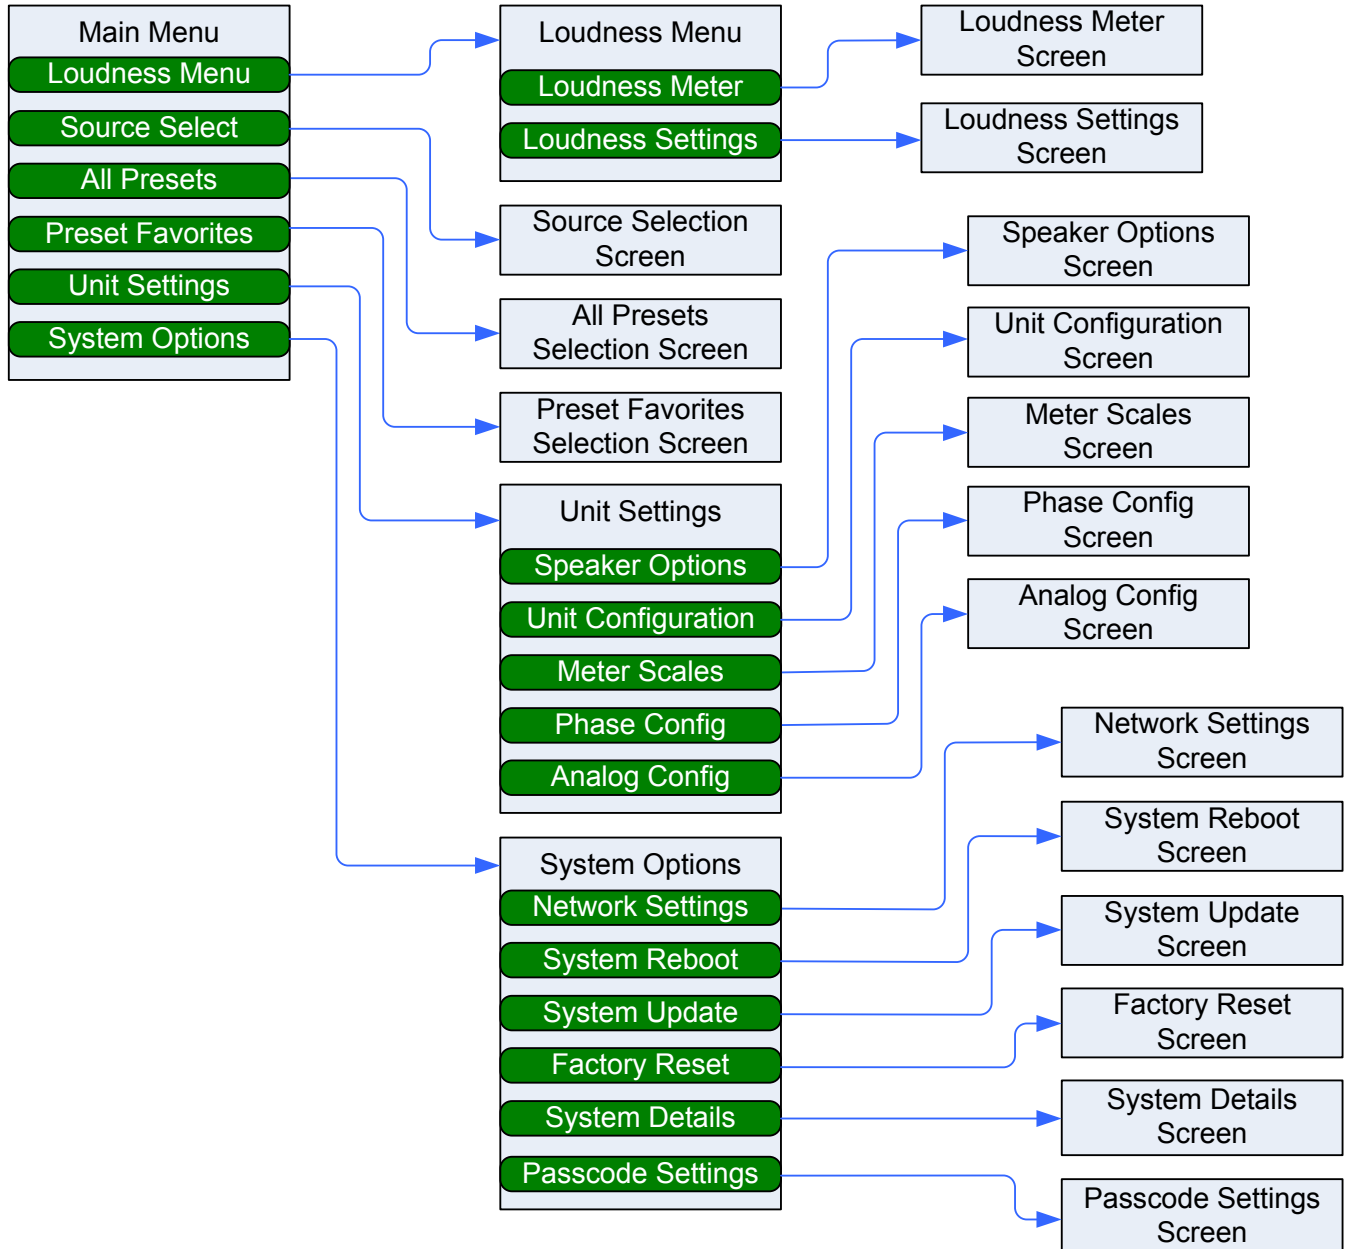 Main Menu
Loudness Menu
Source Select
All Presets
Preset Favorites
Unit Settings
System Options
Loudness Menu
Loudness Meter
Loudness Settings
Loudness Meter
Screen
Loudness Settings
Screen
Source Selection
Screen
All Presets
Selection Screen
Preset Favorites
Selection Screen
Unit Settings
Speaker Options
Unit Configuration
Meter Scales
Phase Config
Analog Config
Speaker Options
Screen
Unit Configuration
Screen
Meter Scales
Screen
Phase Config
Screen
Analog Config
Screen
System Options
Network Settings
System Reboot
System Update
Factory Reset
System Details
Passcode Settings
Network Settings
Screen
System Reboot
Screen
System Update
Screen
Factory Reset
Screen
System Details
Screen
Passcode Settings
Screen